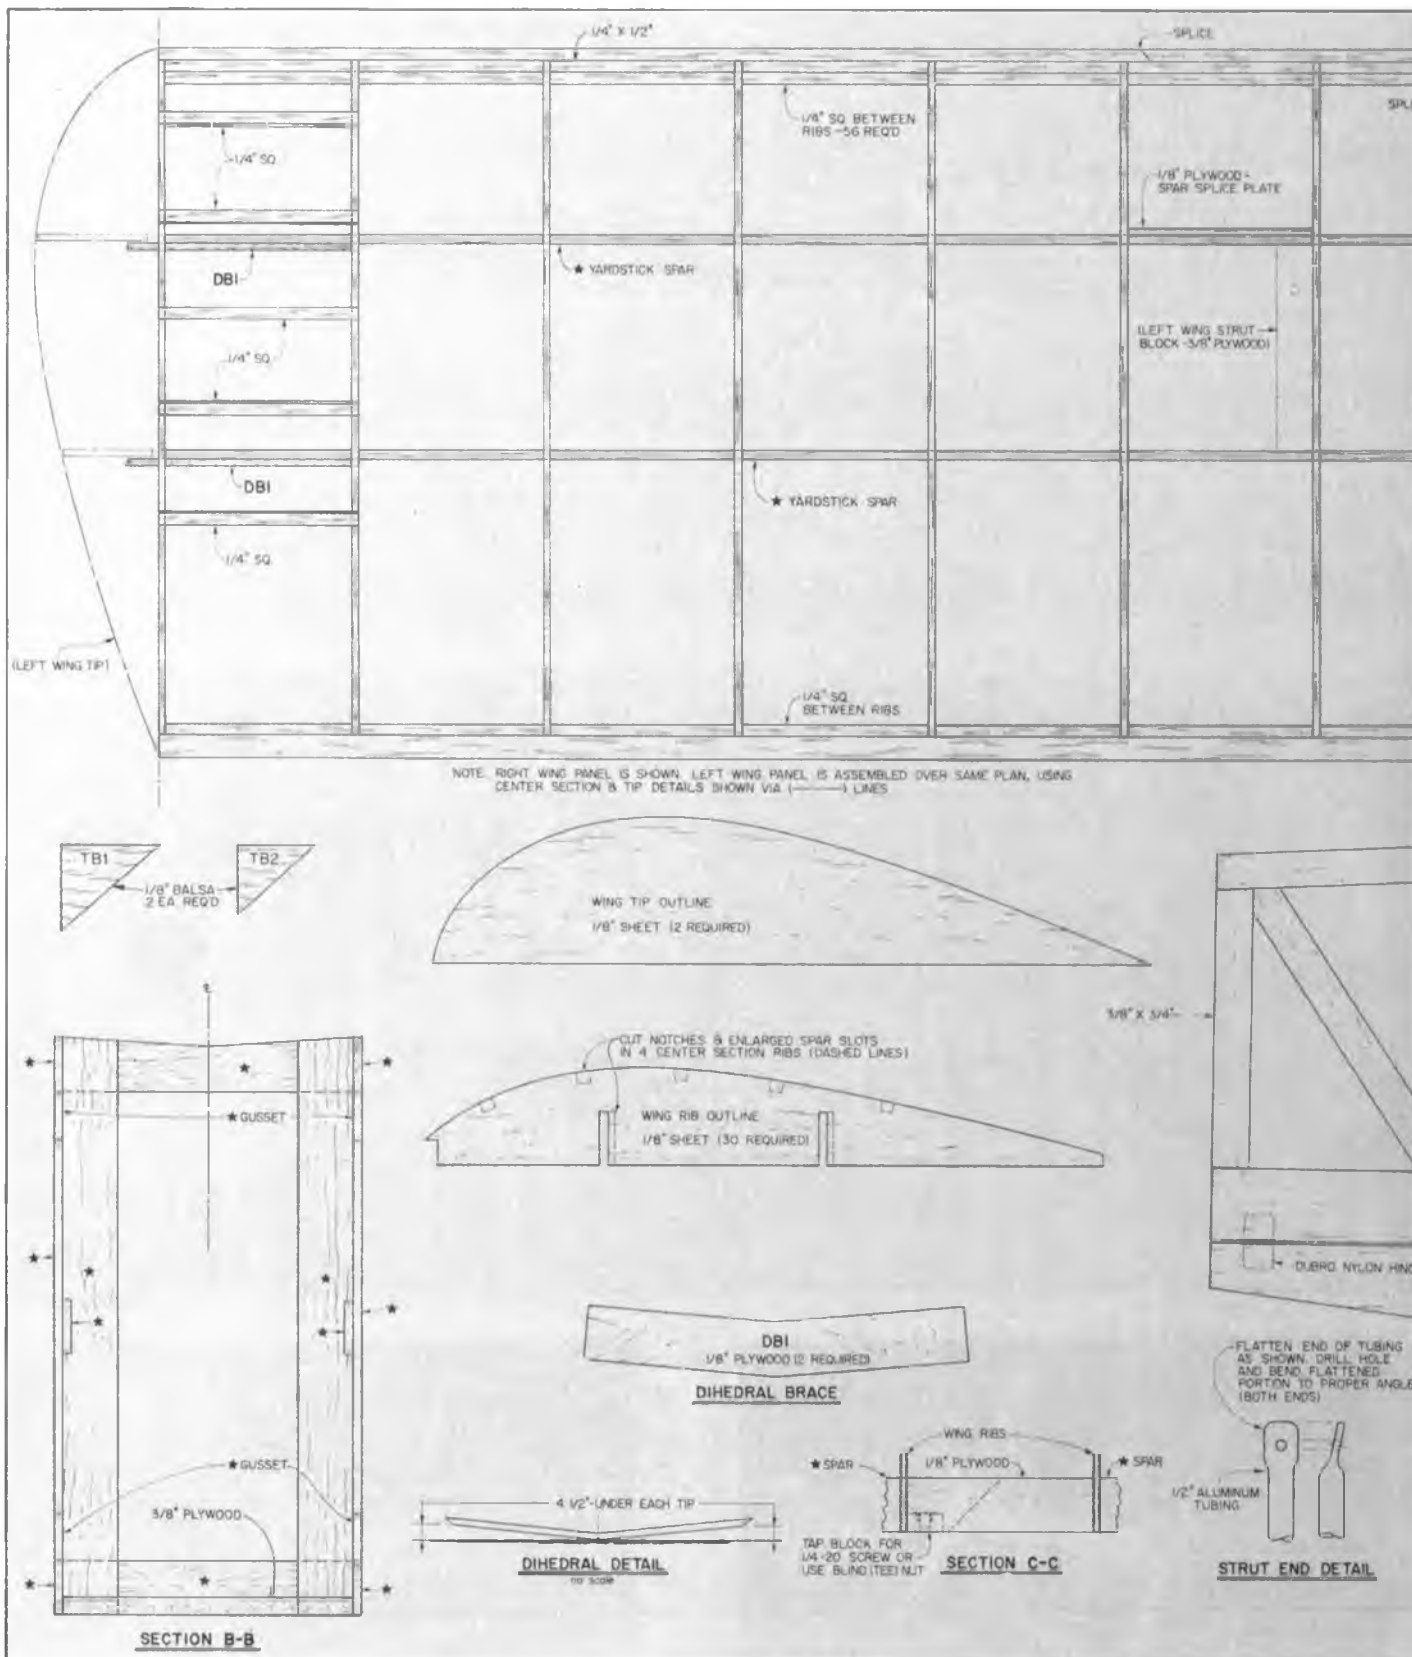 1/4" X 1/2"
SPLICE
1/4" SQ. BETWEEN
RIBS - 56 REQ'D
1/4" SQ
1/8" PLYWOOD -
SPAR SPLICE PLATE
★ YARDSTICK SPAR
DB1
(LEFT WING STRUT
BLOCK - 3/8" PLYWOOD)
1/4" SQ.
DB1
★ YARDSTICK SPAR
1/4" SQ
(LEFT WING TIP)
1/4" SQ
BETWEEN RIBS
NOTE: RIGHT WING PANEL IS SHOWN. LEFT WING PANEL IS ASSEMBLED OVER SAME PLAN, USING
CENTER SECTION & TIP DETAILS SHOWN VIA (———) LINES
TB1
TB2
1/8" BALSA
2 EA. REQ'D
WING TIP OUTLINE
1/8" SHEET (2 REQUIRED)
3/8" X 3/4"
CUT NOTCHES & ENLARGED SPAR SLOTS
IN 4 CENTER SECTION RIBS (DASHED LINES)
WING RIB OUTLINE
1/8" SHEET (30 REQUIRED)
★ GUSSET
DUBRO NYLON HING
DB1
1/8" PLYWOOD (2 REQUIRED)
DIHEDRAL BRACE
FLATTEN END OF TUBING
AS SHOWN. DRILL HOLE
AND BEND FLATTENED
PORTION TO PROPER ANGLE
(BOTH ENDS)
WING RIBS
★ SPAR
1/8" PLYWOOD
★ SPAR
★ GUSSET
3/8" PLYWOOD
4 1/2" - UNDER EACH TIP
1/2" ALUMINUM
TUBING
TAP BLOCK FOR
1/4-20 SCREW OR
USE BLIND (TEE) NUT
DIHEDRAL DETAIL
no scale
SECTION C-C
STRUT END DETAIL
SECTION B-B